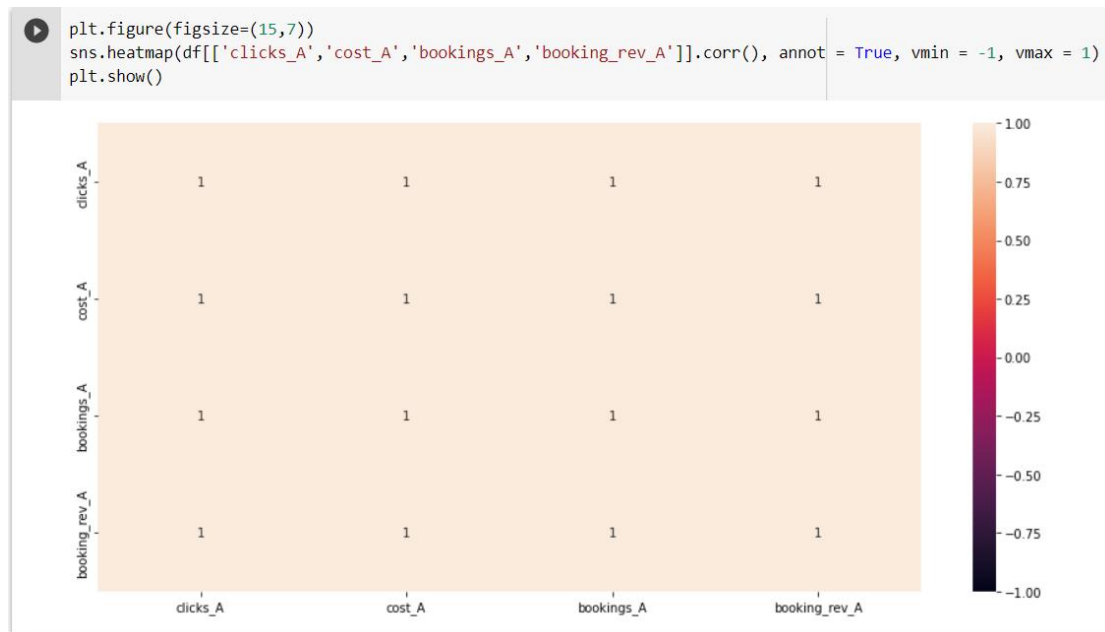 plt.figure(figsize=(15,7))
sns.heatmap(df[['clicks_A','cost_A','bookings_A','booking_rev_A']].corr(), annot = True, vmin = -1, vmax = 1)
plt.show()
clicks_A
1 1 1 1
cost_A
1 1 1 1
bookings_A
1 1 1 1
booking_rev_A
1 1 1 1
clicks_A cost_A bookings_A booking_rev_A
1.00
0.75
0.50
0.25
0.00
-0.25
-0.50
-0.75
-1.00